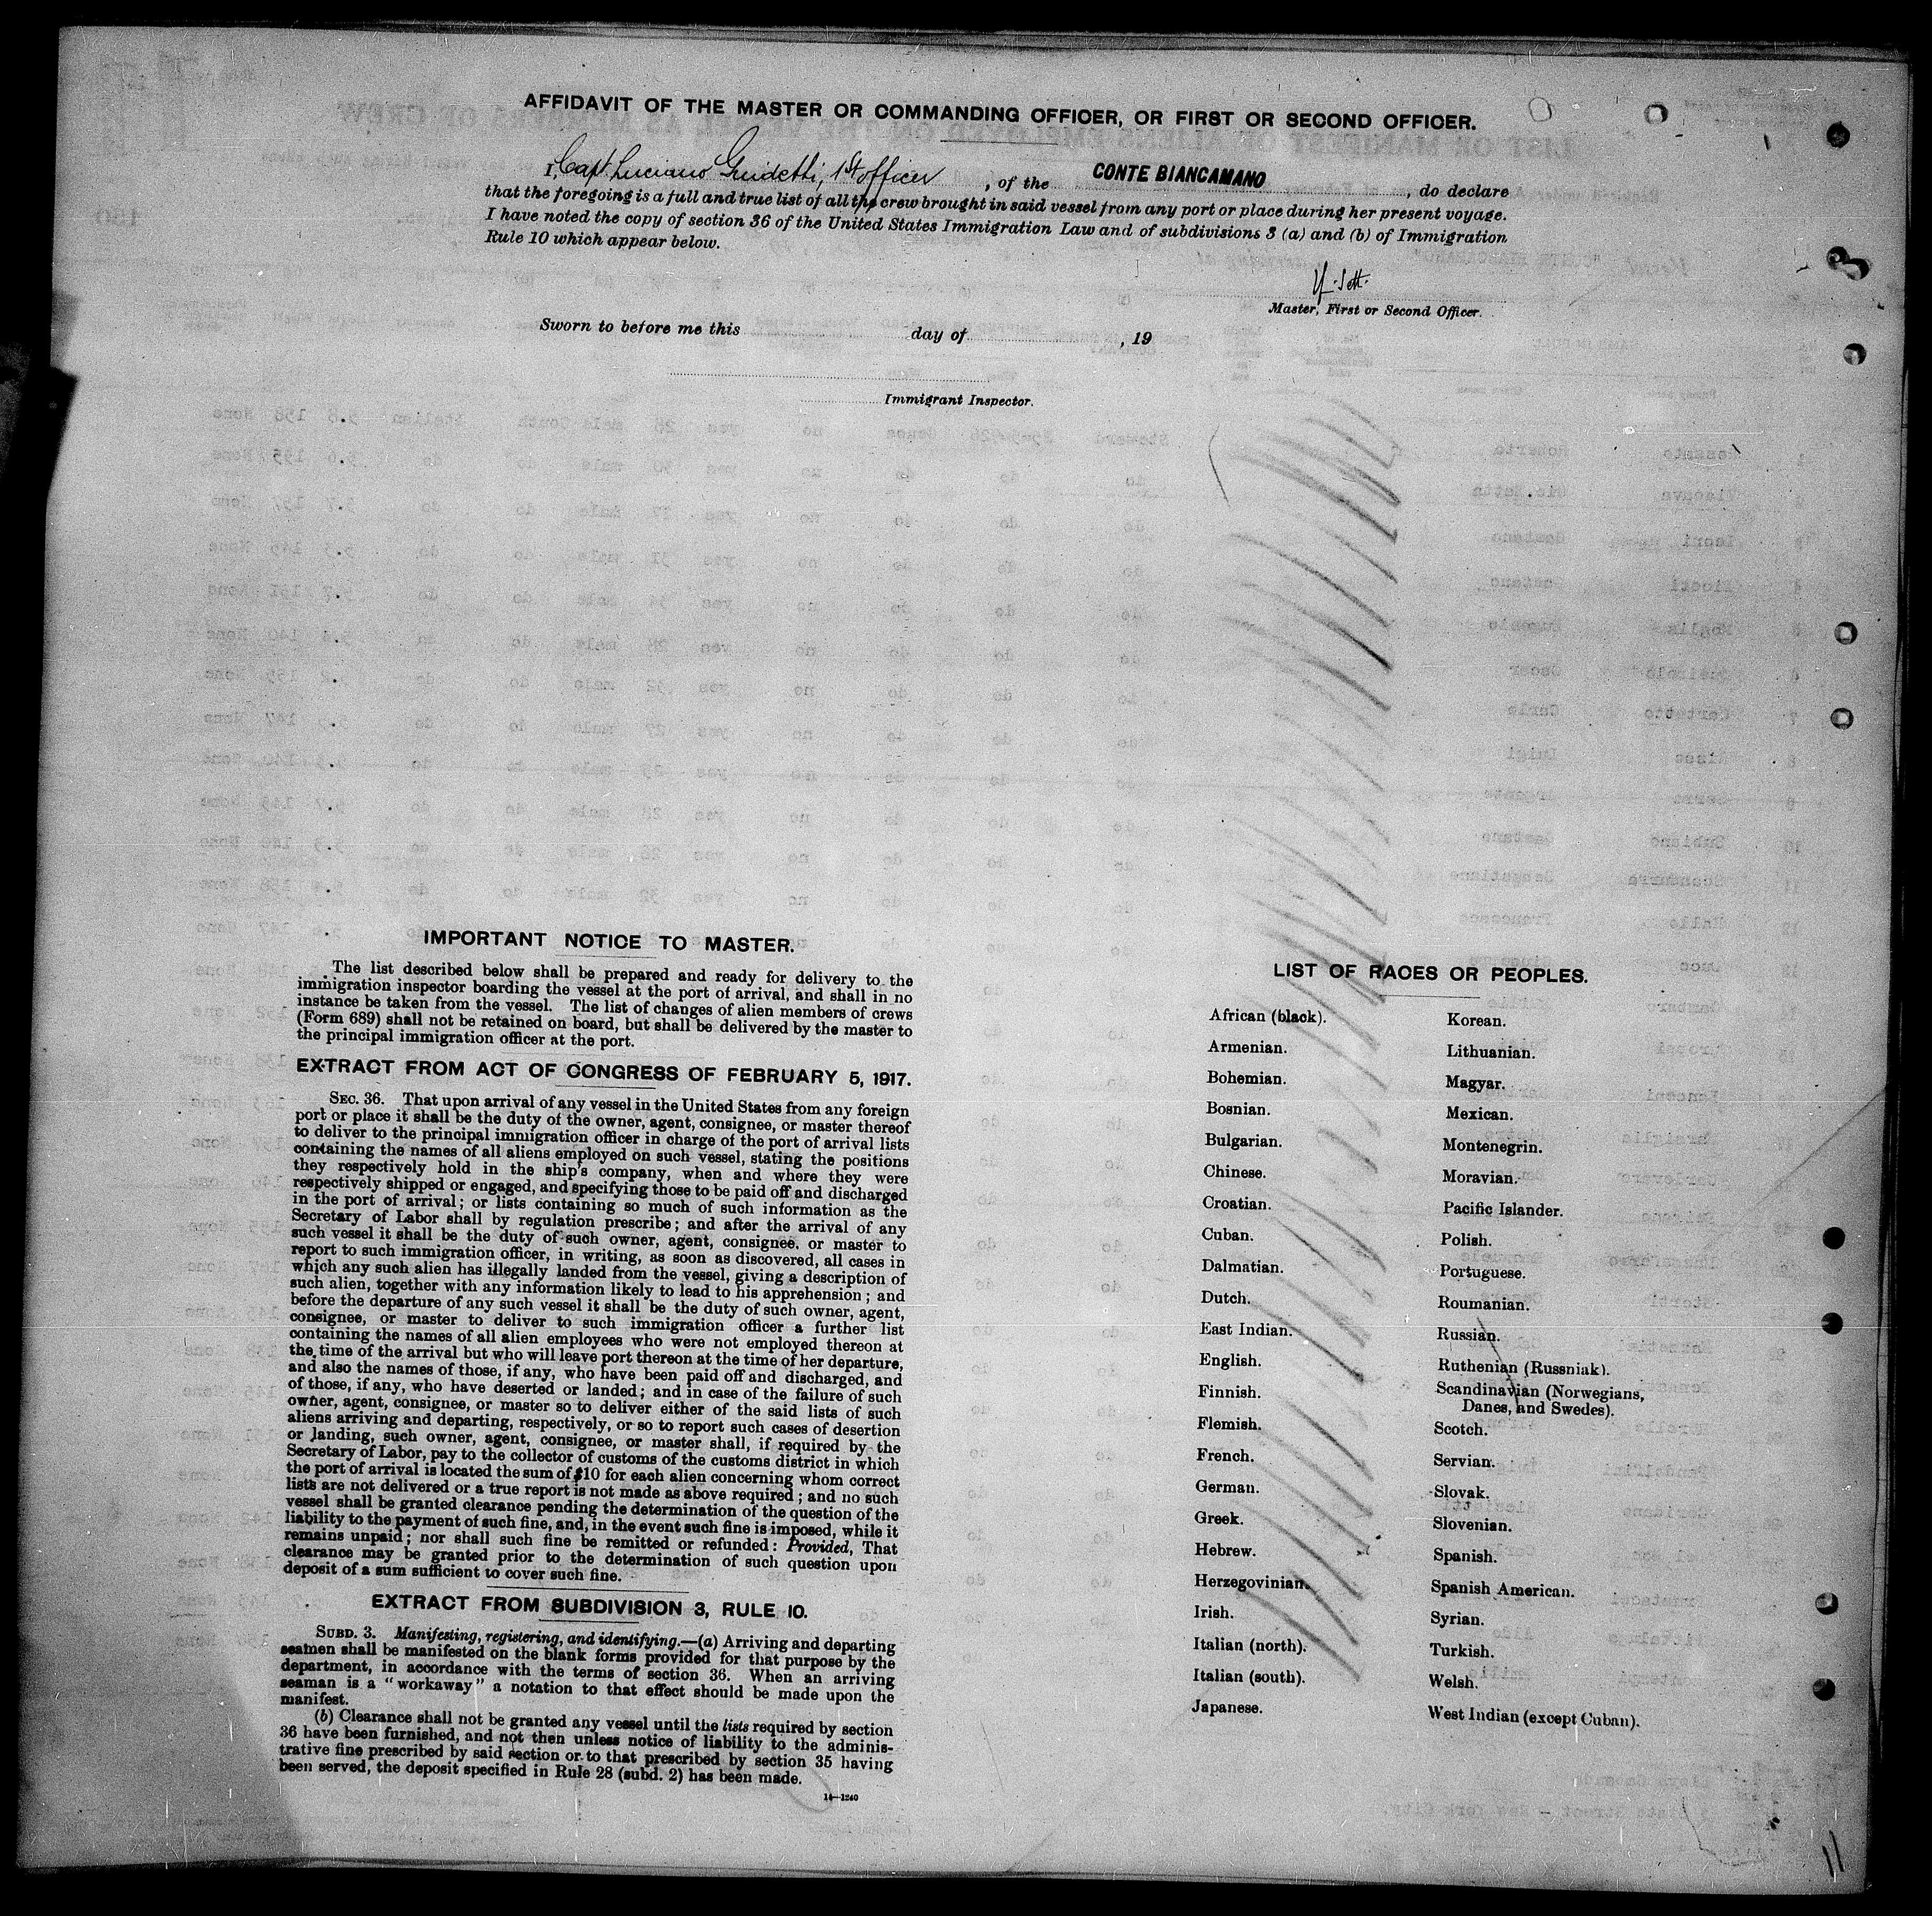 AFFIDAVIT OF THE MASTER OR COMMANDING OFFICER, OR FIRST OR SECOND OFFICER.
I, Capt. Luciano Guidetti, 1st officer, of the CONTE BIANCAMANO, do declare
that the foregoing is a full and true list of all the crew brought in said vessel from any port or place during her present voyage.
I have noted the copy of section 36 of the United States Immigration Law and of subdivisions 3 (a) and (b) of Immigration
Rule 10 which appear below.
Master, First or Second Officer.
Sworn to before me this day of , 19
Immigrant Inspector.
IMPORTANT NOTICE TO MASTER.
The list described below shall be prepared and ready for delivery to the
immigration inspector boarding the vessel at the port of arrival, and shall in no
instance be taken from the vessel. The list of changes of alien members of crews
(Form 689) shall not be retained on board, but shall be delivered by the master to
the principal immigration officer at the port.
EXTRACT FROM ACT OF CONGRESS OF FEBRUARY 5, 1917.
SEC. 36. That upon arrival of any vessel in the United States from any foreign
port or place it shall be the duty of the owner, agent, consignee, or master thereof
to deliver to the principal immigration officer in charge of the port of arrival lists
containing the names of all aliens employed on such vessel, stating the positions
they respectively hold in the ship's company, when and where they were
respectively shipped or engaged, and specifying those to be paid off and discharged
in the port of arrival; or lists containing so much of such information as the
Secretary of Labor shall by regulation prescribe; and after the arrival of any
such vessel it shall be the duty of such owner, agent, consignee. or master to
report to such immigration officer, in writing, as soon as discovered, all cases in
which any such alien has illegally landed from the vessel, giving a description of
such alien, together with any information likely to lead to his apprehension; and
before the departure of any such vessel it shall be the duty of such owner, agent,
consignee, or master to deliver to such immigration officer a further list
containing the names of all alien employees who were not employed thereon at
the time of the arrival but who will leave port thereon at the time of her departure,
and also the names of those, if any, who have been paid off and discharged, and
of those, if any, who have deserted or landed; and in case of the failure of such
owner, agent, consignee, or master so to deliver either of the said lists of such
aliens arriving and departing, respectively, or so to report such cases of desertion
or landing, such owner, agent, consignee, or master shall, if required by the
Secretary of Labor, pay to the collector of customs of the customs district in which
the port of arrival is located the sum of $10 for each alien concerning whom correct
lists are not delivered or a true report is not made as above required; and no such
vessel shall be granted clearance pending the determination of the question of the
liability to the payment of such fine, and, in the event such fine is imposed, while it
remains unpaid; nor shall such fine be remitted or refunded: Provided, That
clearance may be granted prior to the determination of such question upon
deposit of a sum sufficient to cover such fine.
EXTRACT FROM SUBDIVISION 3, RULE 10.
SUBD. 3. Manifesting, registering, and identifying.—(a) Arriving and departing
seamen shall be manifested on the blank forms provided for that purpose by the
department, in accordance with the terms of section 36. When an arriving
seaman is a "workaway" a notation to that effect should be made upon the
manifest.
(b) Clearance shall not be granted any vessel until the lists required by section
36 have been furnished, and not then unless notice of liability to the adminis-
trative fine prescribed by said section or to that prescribed by section 35 having
been served, the deposit specified in Rule 28 (subd. 2) has been made.
14—1240
LIST OF RACES OR PEOPLES.
African (black).
Armenian.
Bohemian.
Bosnian.
Bulgarian.
Chinese.
Croatian.
Cuban.
Dalmatian.
Dutch.
East Indian.
English.
Finnish.
Flemish.
French.
German.
Greek.
Hebrew.
Herzegovinian.
Irish.
Italian (north).
Italian (south).
Japanese.
Korean.
Lithuanian.
Magyar.
Mexican.
Montenegrin.
Moravian.
Pacific Islander.
Polish.
Portuguese.
Roumanian.
Russian.
Ruthenian (Russniak).
Scandinavian (Norwegians,
Danes, and Swedes).
Scotch.
Servian.
Slovak.
Slovenian.
Spanish.
Spanish American.
Syrian.
Turkish.
Welsh.
West Indian (except Cuban).
11